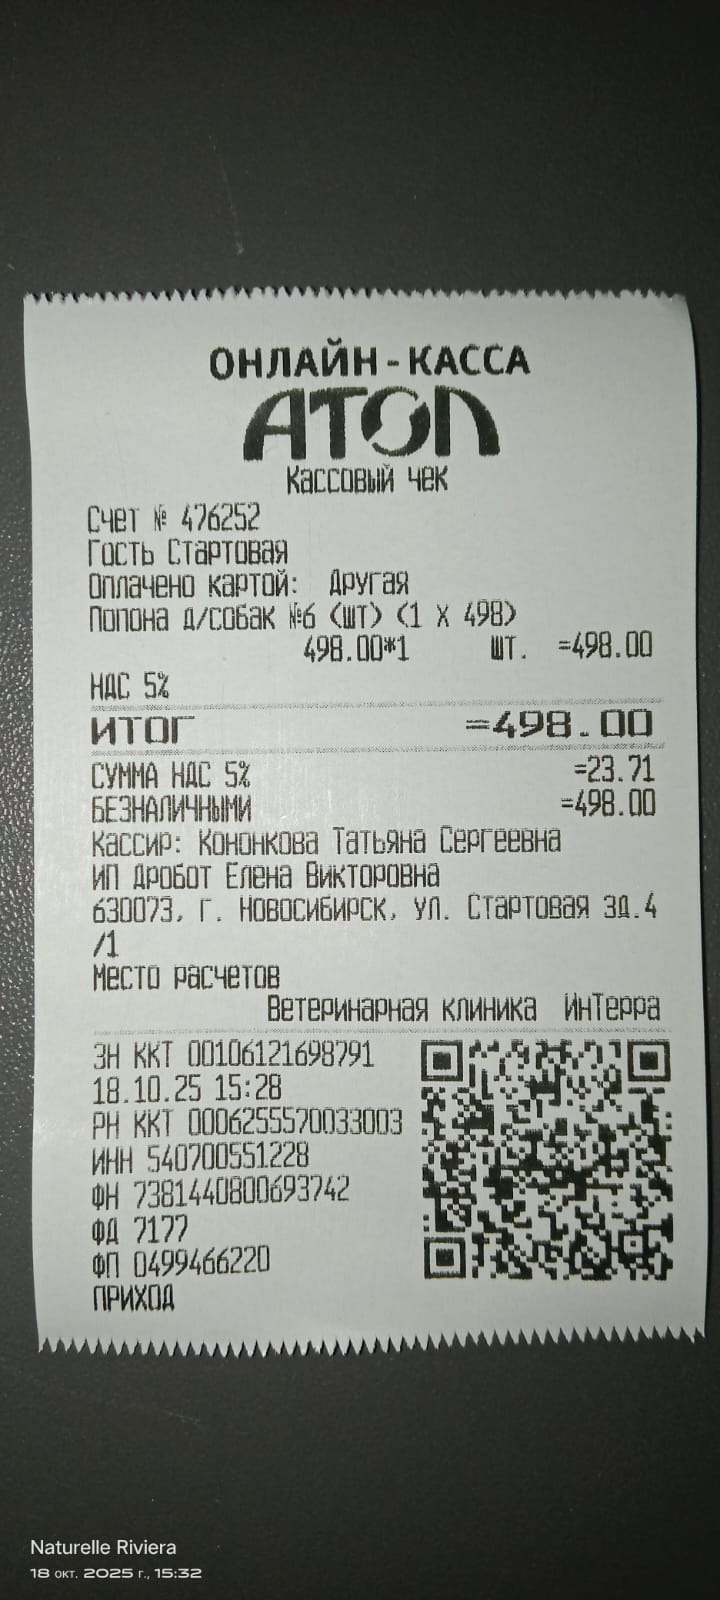 ОНЛАЙН-КАССА
АТОЛ
Кассовый чек
Счет № 476252
Гость Стартовая
Оплачено картой: Другая
Попона д/собак №6 (шт) (1 X 498)
498.00*1 шт. =498.00
НДС 5%
ИТОГ =498.00
СУММА НДС 5% =23.71
БЕЗНАЛИЧНЫМИ =498.00
Кассир: Кононкова Татьяна Сергеевна
ИП Дробот Елена Викторовна
630073, г. Новосибирск, ул. Стартовая зд.4
/1
Место расчетов
Ветеринарная клиника ИнТерра
ЗН ККТ 00106121698791
18.10.25 15:28
РН ККТ 0006255570033003
ИНН 540700551228
ФН 7381440800693742
ФД 7177
ФП 0499466220
ПРИХОД
Naturelle Riviera
18 окт. 2025 г., 15:32